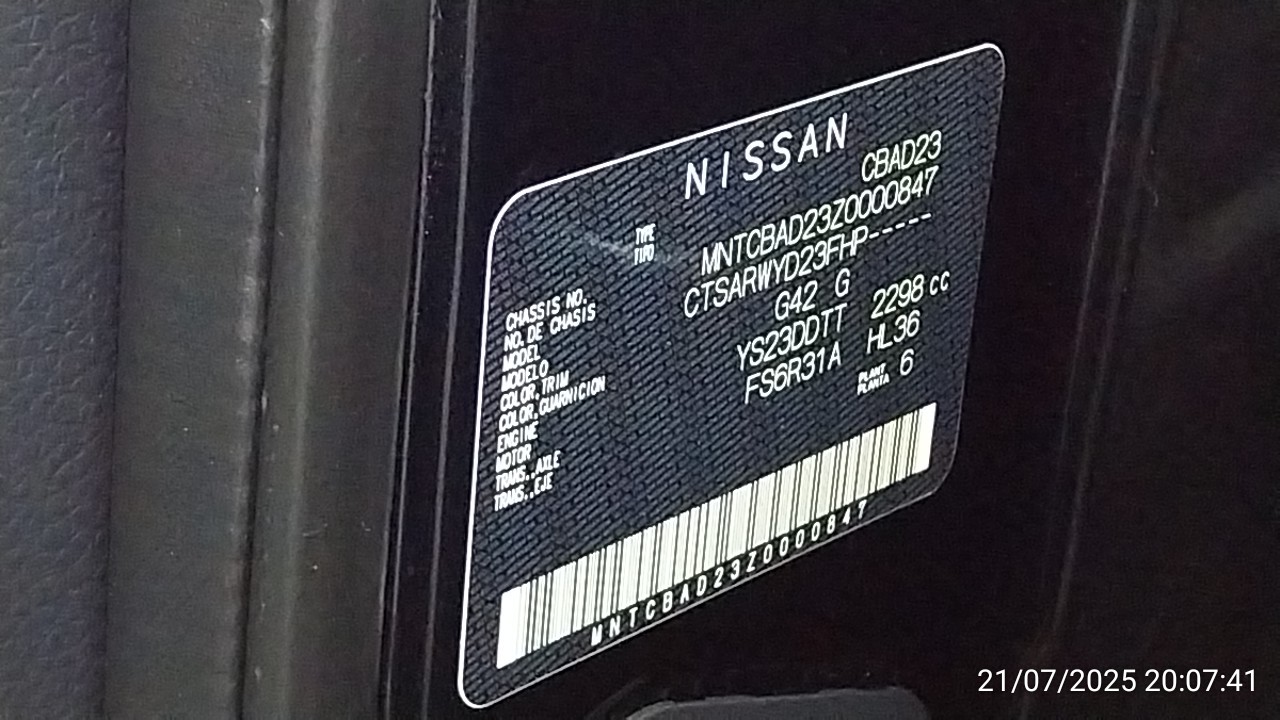 NISSAN
TYPE CBAD23
TIPO
CHASSIS NO. MNTCBAD23Z0000847
NO. DE CHASIS
MODEL CTSARWYD23FHP-----
MODELO
COLOR,TRIM G42 G
COLOR,GUARNICION
ENGINE YS23DDTT 2298 cc
MOTOR
TRANS.,AXLE FS6R31A HL36
TRANS.,EJE
PLANT 6
PLANTA
MNTCBAD23Z0000847
21/07/2025 20:07:41